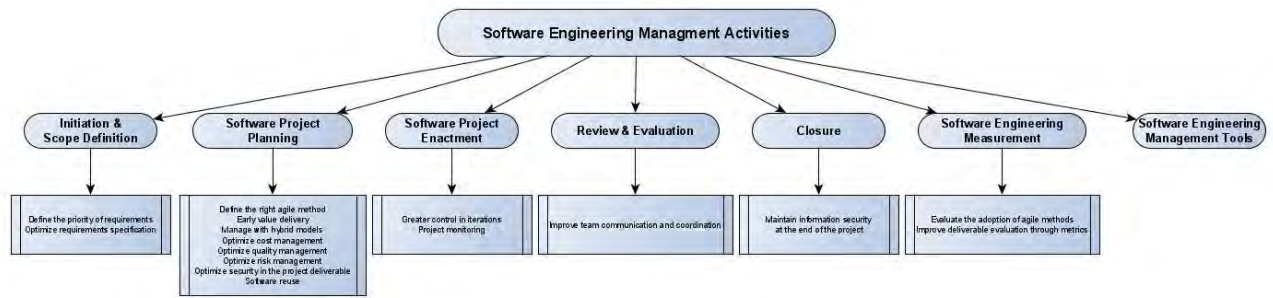 Software Engineering Managment Activities
Initiation &
Scope Definition
Software Project
Planning
Software Project
Enactment
Review & Evaluation
Closure
Software Engineering
Measurement
Software Engineering
Management Tools
Define the priority of requirements
Optimize requirements specification
Define the right agile method
Early value delivery
Manage with hybrid models
Optimize cost management
Optimize quality management
Optimize risk management
Optimize security in the project deliverable
Software reuse
Greater control in iterations
Project monitoring
Improve team communication and coordination
Maintain information security
at the end of the project
Evaluate the adoption of agile methods
Improve deliverable evaluation through metrics